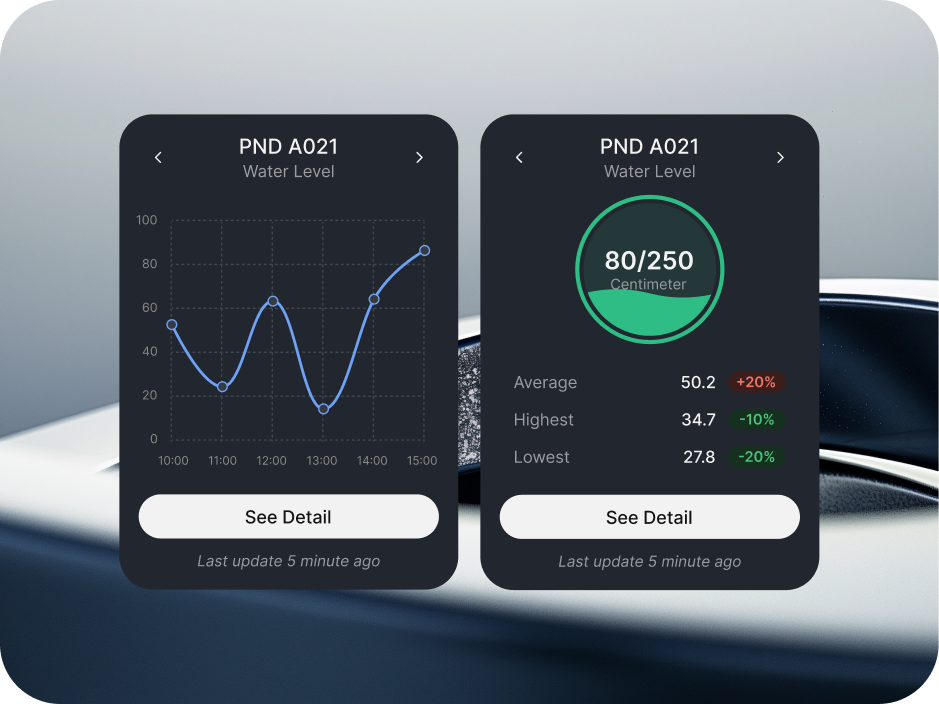 PND A021
Water Level
100
80
60
40
20
0
10:00 11:00 12:00 13:00 14:00 15:00
See Detail
Last update 5 minute ago
PND A021
Water Level
80/250
Centimeter
Average 50.2 +20%
Highest 34.7 -10%
Lowest 27.8 -20%
See Detail
Last update 5 minute ago